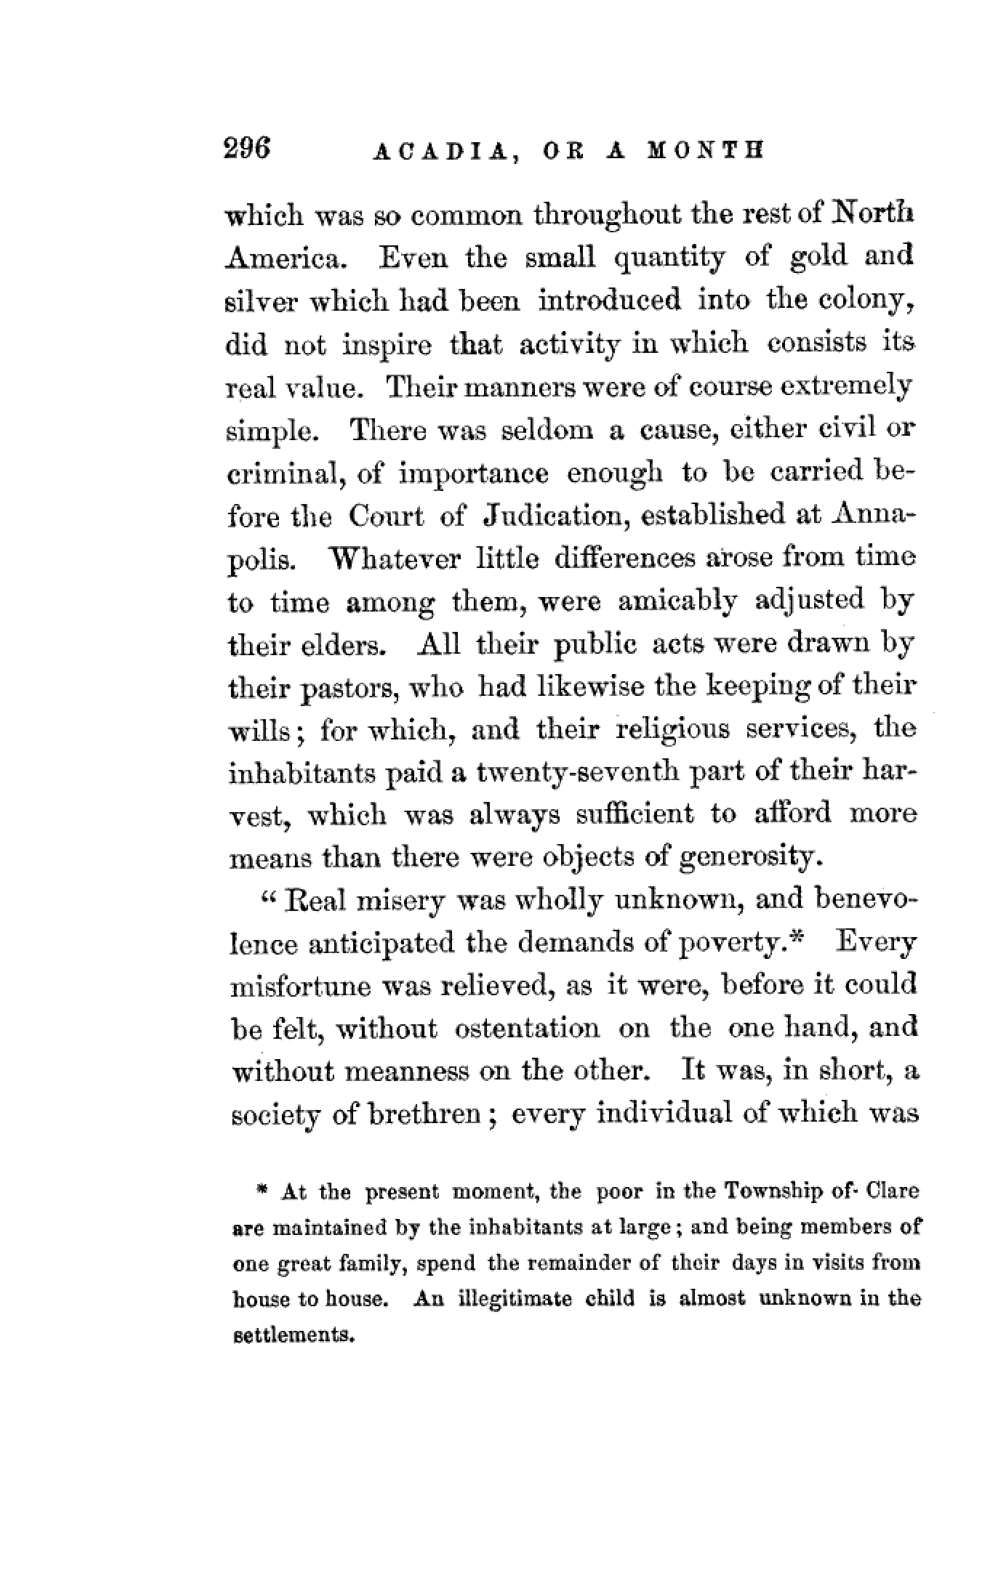 296 ACADIA, OR A MONTH
which was so common throughout the rest of North
America. Even the small quantity of gold and
silver which had been introduced into the colony,
did not inspire that activity in which consists its
real value. Their manners were of course extremely
simple. There was seldom a cause, either civil or
criminal, of importance enough to be carried be-
fore the Court of Judication, established at Anna-
polis. Whatever little differences arose from time
to time among them, were amicably adjusted by
their elders. All their public acts were drawn by
their pastors, who had likewise the keeping of their
wills; for which, and their religious services, the
inhabitants paid a twenty-seventh part of their har-
vest, which was always sufficient to afford more
means than there were objects of generosity.
“Real misery was wholly unknown, and benevo-
lence anticipated the demands of poverty.* Every
misfortune was relieved, as it were, before it could
be felt, without ostentation on the one hand, and
without meanness on the other. It was, in short, a
society of brethren; every individual of which was
* At the present moment, the poor in the Township of Clare
are maintained by the inhabitants at large; and being members of
one great family, spend the remainder of their days in visits from
house to house. An illegitimate child is almost unknown in the
settlements.